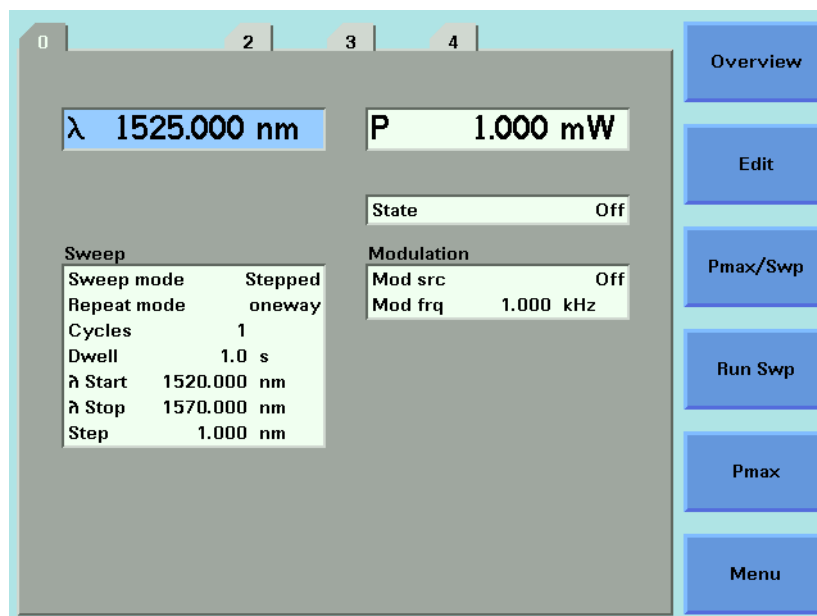 0 2 3 4
λ 1525.000 nm
P 1.000 mW
State Off
Sweep
Sweep mode Stepped
Repeat mode oneway
Cycles 1
Dwell 1.0 s
λ Start 1520.000 nm
λ Stop 1570.000 nm
Step 1.000 nm
Modulation
Mod src Off
Mod frq 1.000 kHz
Overview
Edit
Pmax/Swp
Run Swp
Pmax
Menu